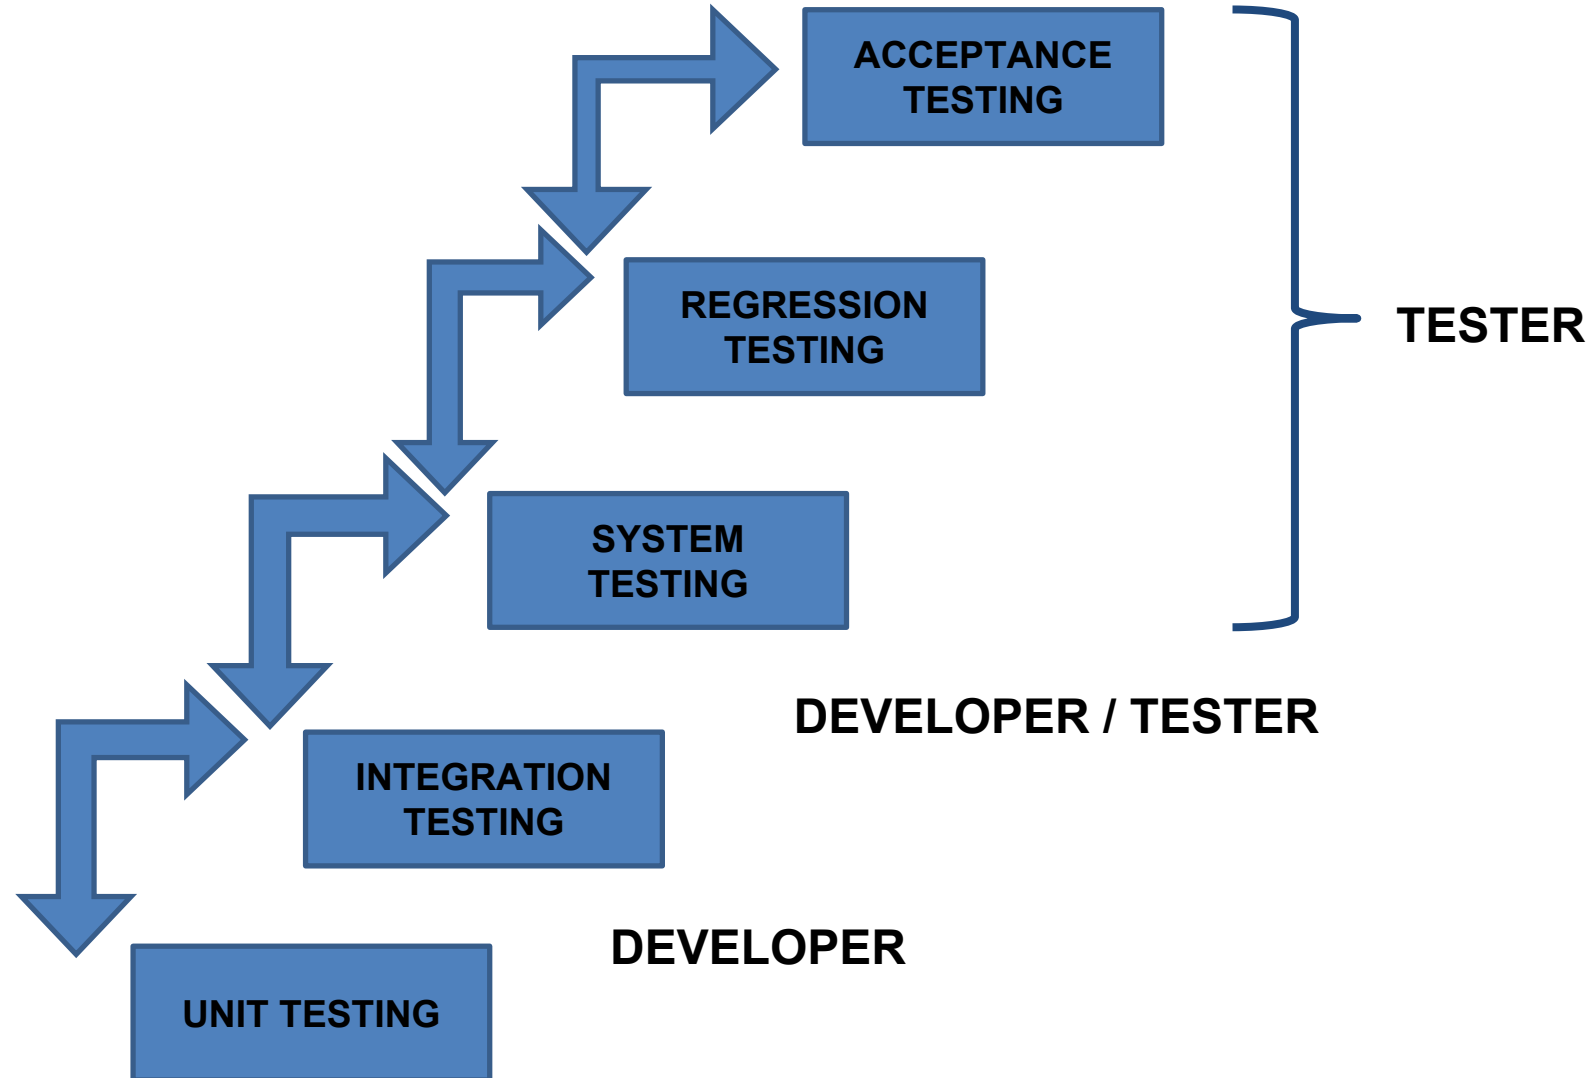 ACCEPTANCE
TESTING
REGRESSION
TESTING
TESTER
SYSTEM
TESTING
DEVELOPER / TESTER
INTEGRATION
TESTING
DEVELOPER
UNIT TESTING